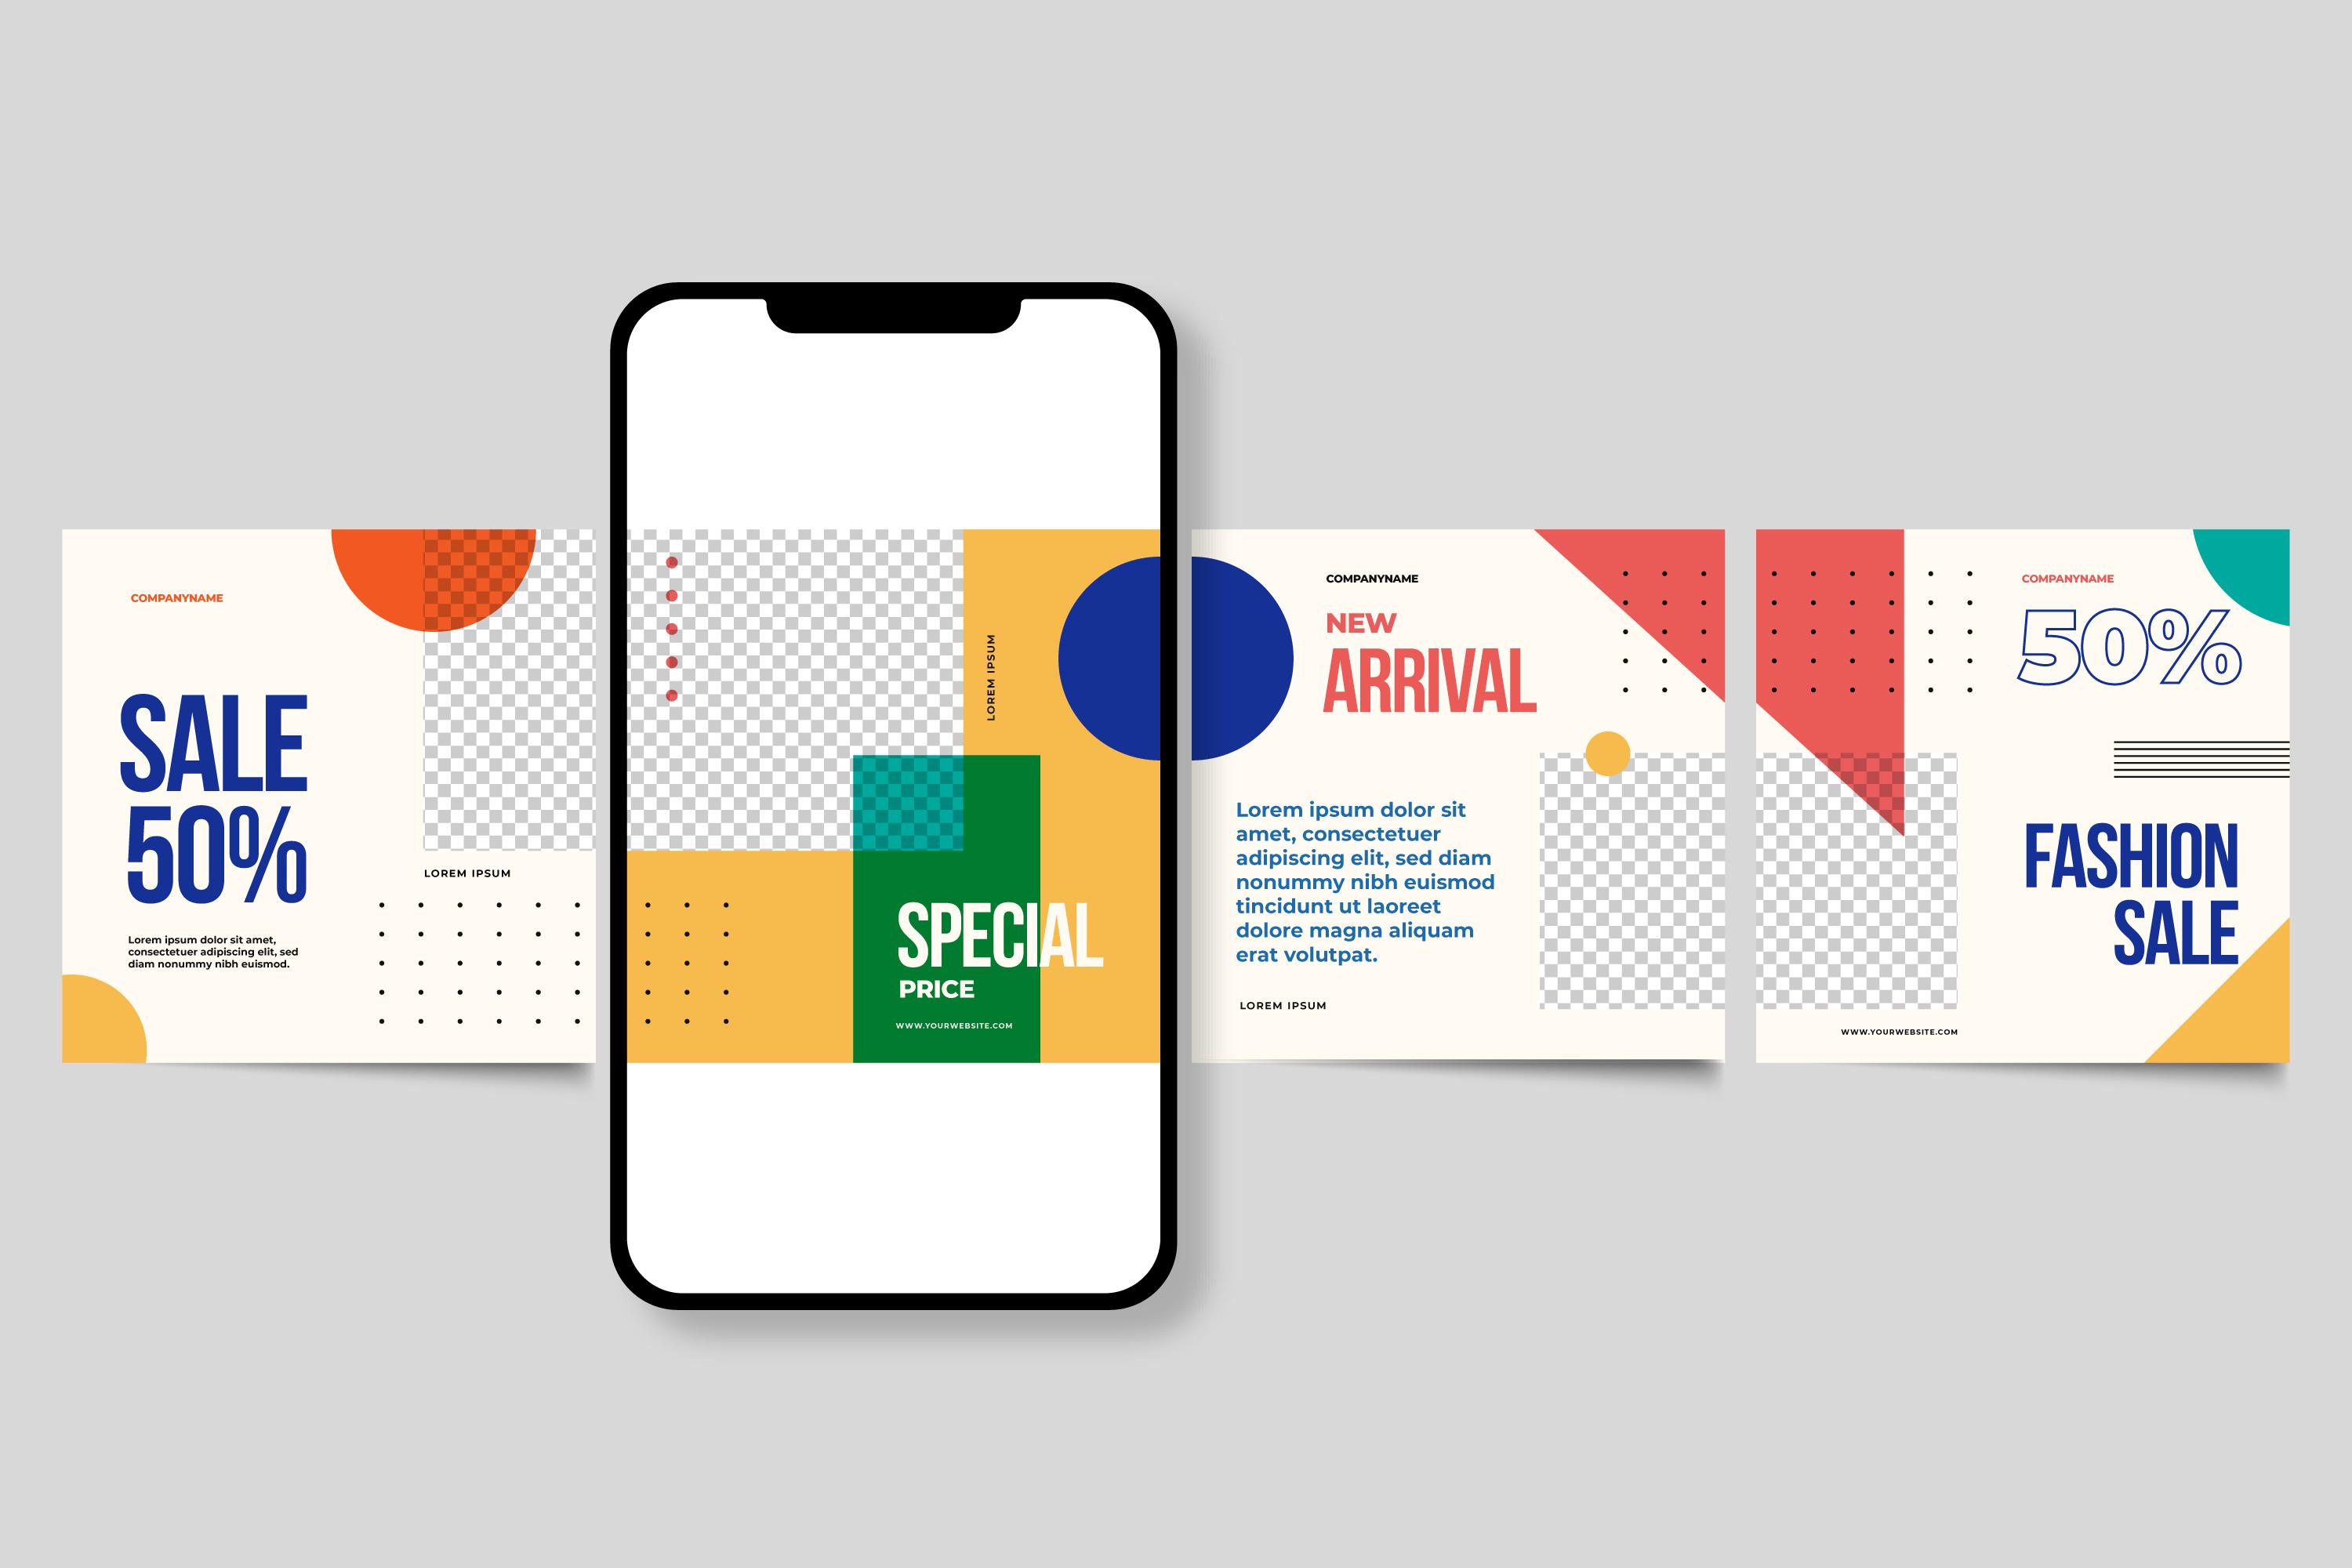 COMPANYNAME
SALE
50%
LOREM IPSUM
Lorem ipsum dolor sit amet,
consectetuer adipiscing elit, sed
diam nonummy nibh euismod.
LOREM IPSUM
SPECIAL
PRICE
WWW.YOURWEBSITE.COM
COMPANYNAME
NEW
ARRIVAL
Lorem ipsum dolor sit
amet, consectetuer
adipiscing elit, sed diam
nonummy nibh euismod
tincidunt ut laoreet
dolore magna aliquam
erat volutpat.
LOREM IPSUM
COMPANYNAME
50%
FASHION
SALE
WWW.YOURWEBSITE.COM